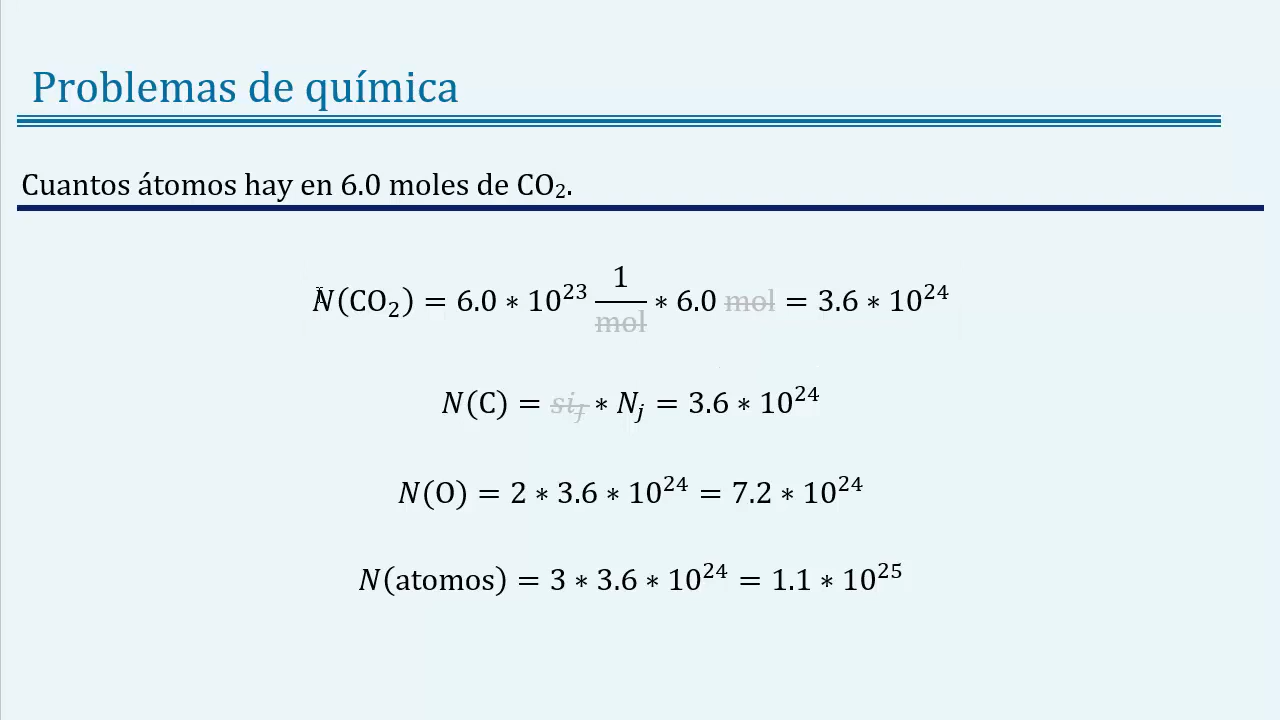 Problemas de química
Cuantos átomos hay en 6.0 moles de CO₂.
N(CO₂) = 6.0 ∗ 10²³ 1/mol ∗ 6.0 mol = 3.6 ∗ 10²⁴
N(C) = siⱼ ∗ Nⱼ = 3.6 ∗ 10²⁴
N(O) = 2 ∗ 3.6 ∗ 10²⁴ = 7.2 ∗ 10²⁴
N(atomos) = 3 ∗ 3.6 ∗ 10²⁴ = 1.1 ∗ 10²⁵